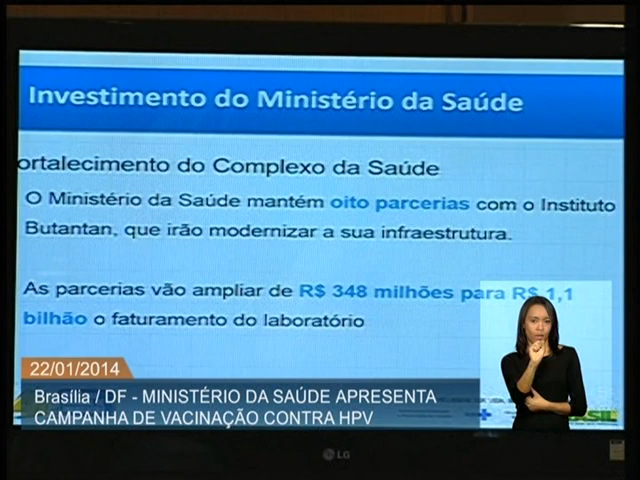 Investimento do Ministério da Saúde
ortalecimento do Complexo da Saúde
O Ministério da Saúde mantém oito parcerias com o Instituto
Butantan, que irão modernizar a sua infraestrutura.
As parcerias vão ampliar de R$ 348 milhões para R$ 1,1
bilhão o faturamento do laboratório
22/01/2014
Brasília / DF - MINISTÉRIO DA SAÚDE APRESENTA
CAMPANHA DE VACINAÇÃO CONTRA HPV
SIL
LG